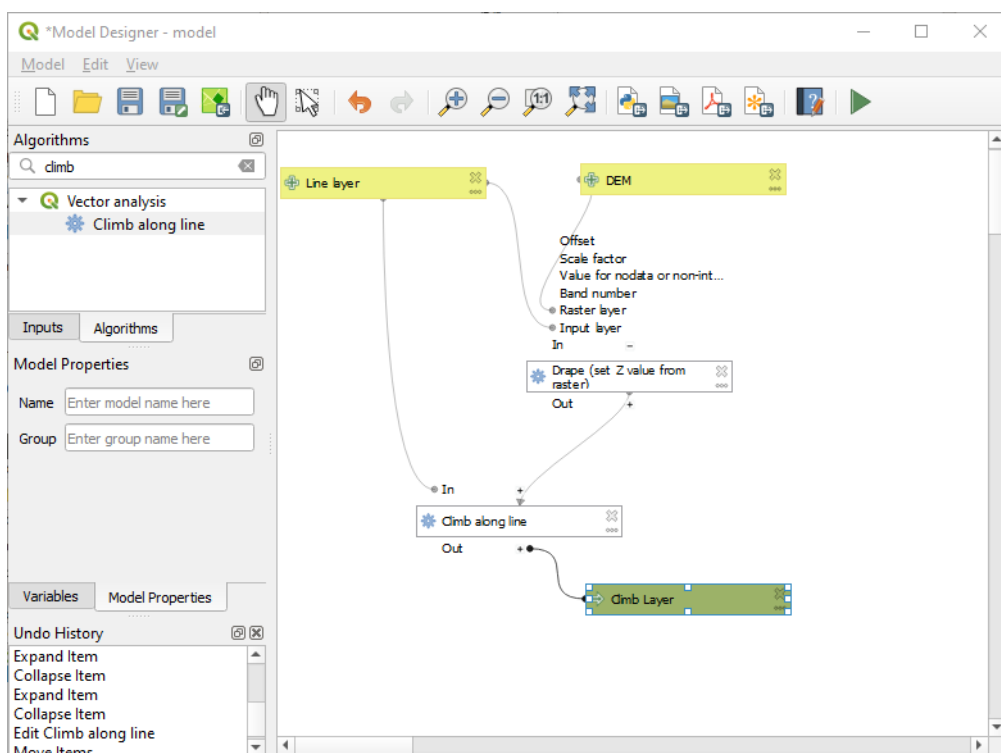 *Model Designer - model
Model Edit View
1:1
Algorithms
climb
Vector analysis
Climb along line
Inputs Algorithms
Model Properties
Name Enter model name here
Group Enter group name here
Variables Model Properties
Undo History
Expand Item
Collapse Item
Expand Item
Collapse Item
Edit Climb along line
Move Items
Line layer
DEM
Offset
Scale factor
Value for nodata or non-int...
Band number
Raster layer
Input layer
In -
Drape (set Z value from
raster)
Out +
In +
Climb along line
Out +
Climb Layer